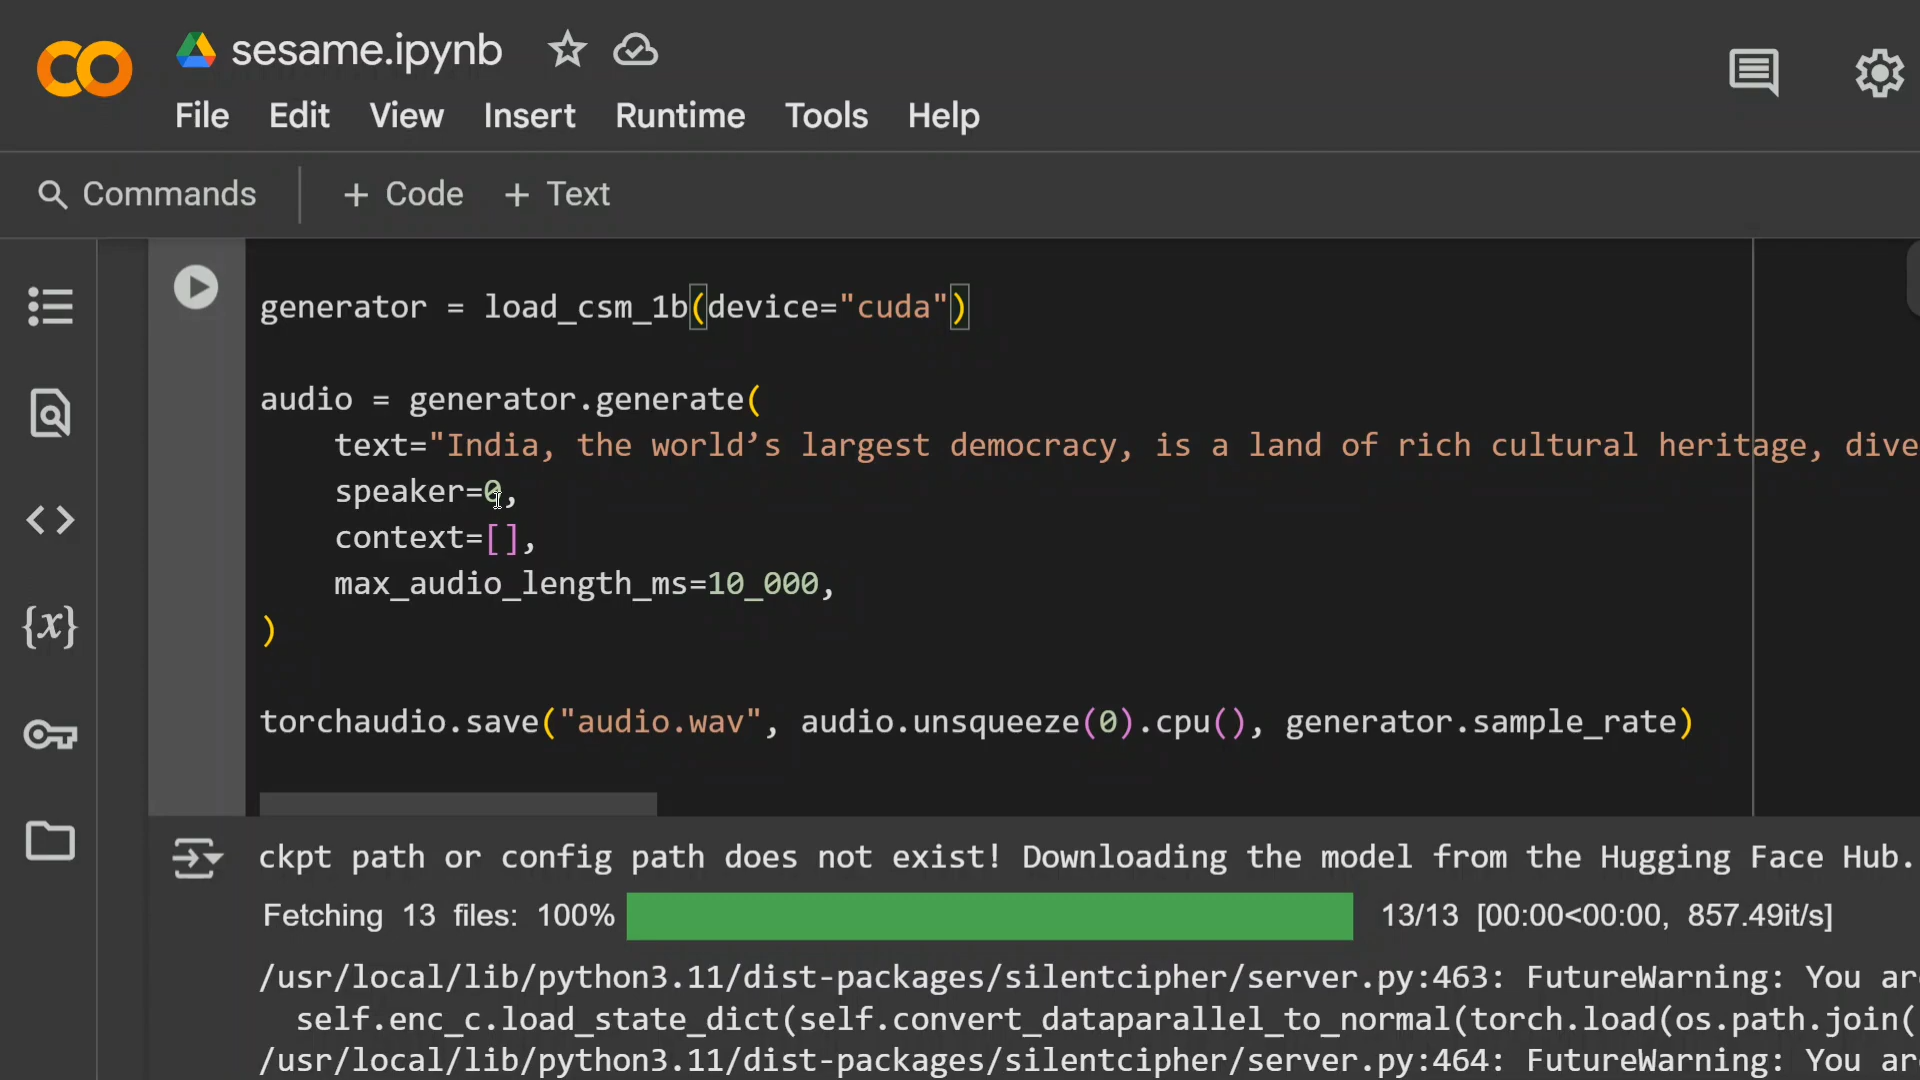 sesame.ipynb
File Edit View Insert Runtime Tools Help
Commands + Code + Text
generator = load_csm_1b(device="cuda")
audio = generator.generate(
text="India, the world’s largest democracy, is a land of rich cultural heritage, dive
speaker=0,
context=[],
max_audio_length_ms=10_000,
)
torchaudio.save("audio.wav", audio.unsqueeze(0).cpu(), generator.sample_rate)
ckpt path or config path does not exist! Downloading the model from the Hugging Face Hub.
Fetching 13 files: 100% 13/13 [00:00<00:00, 857.49it/s]
/usr/local/lib/python3.11/dist-packages/silentcipher/server.py:463: FutureWarning: You ar
self.enc_c.load_state_dict(self.convert_dataparallel_to_normal(torch.load(os.path.join(
/usr/local/lib/python3.11/dist-packages/silentcipher/server.py:464: FutureWarning: You ar